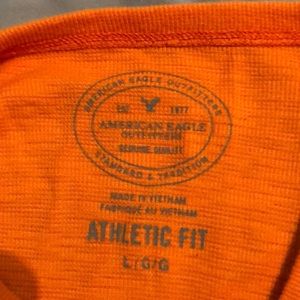 AMERICAN EAGLE OUTFITTERS
EST. 1977
AMERICAN EAGLE
OUTFITTERS
GENUINE QUALITY
STANDARD & TRADITION
MADE IN VIETNAM
FABRIQUÉ AU VIETNAM
ATHLETIC FIT
L/G/G